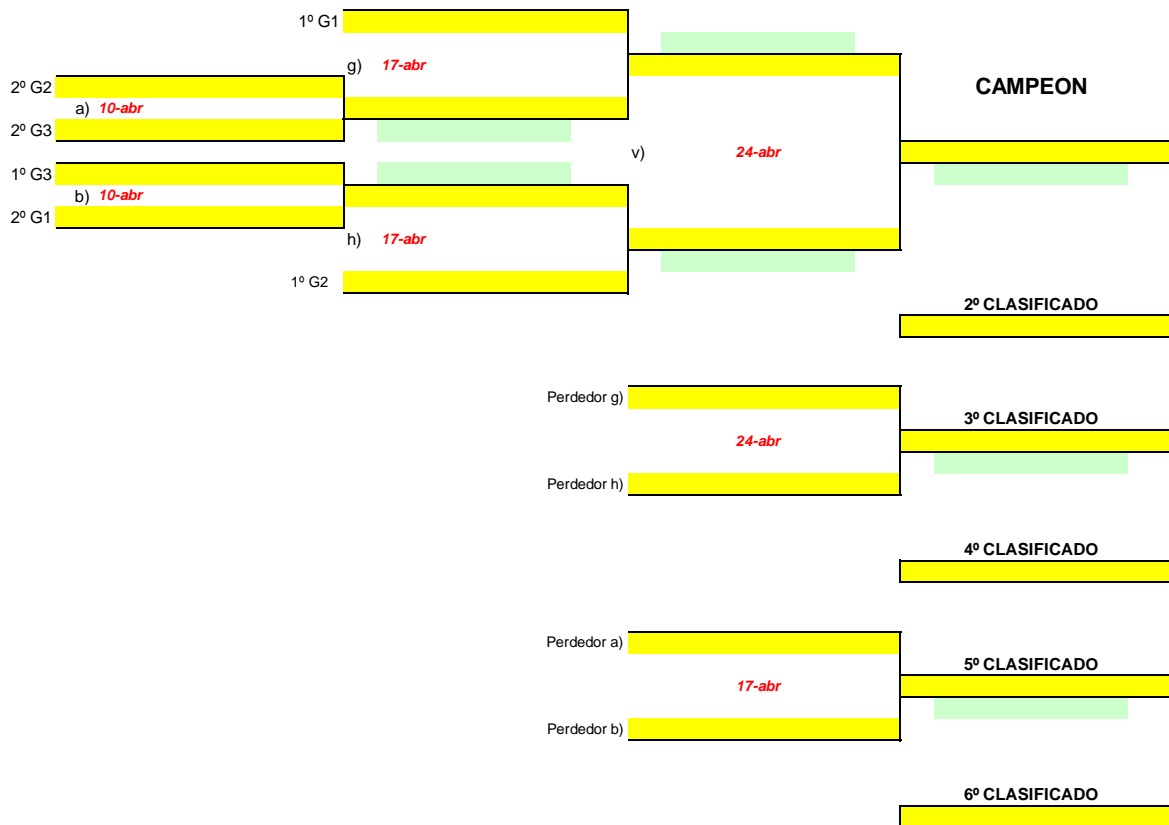 1º G1
g) 17-abr
CAMPEON
2º G2
a) 10-abr
2º G3
v) 24-abr
1º G3
b) 10-abr
2º G1
h) 17-abr
1º G2
2º CLASIFICADO
Perdedor g)
3º CLASIFICADO
24-abr
Perdedor h)
4º CLASIFICADO
Perdedor a)
5º CLASIFICADO
17-abr
Perdedor b)
6º CLASIFICADO